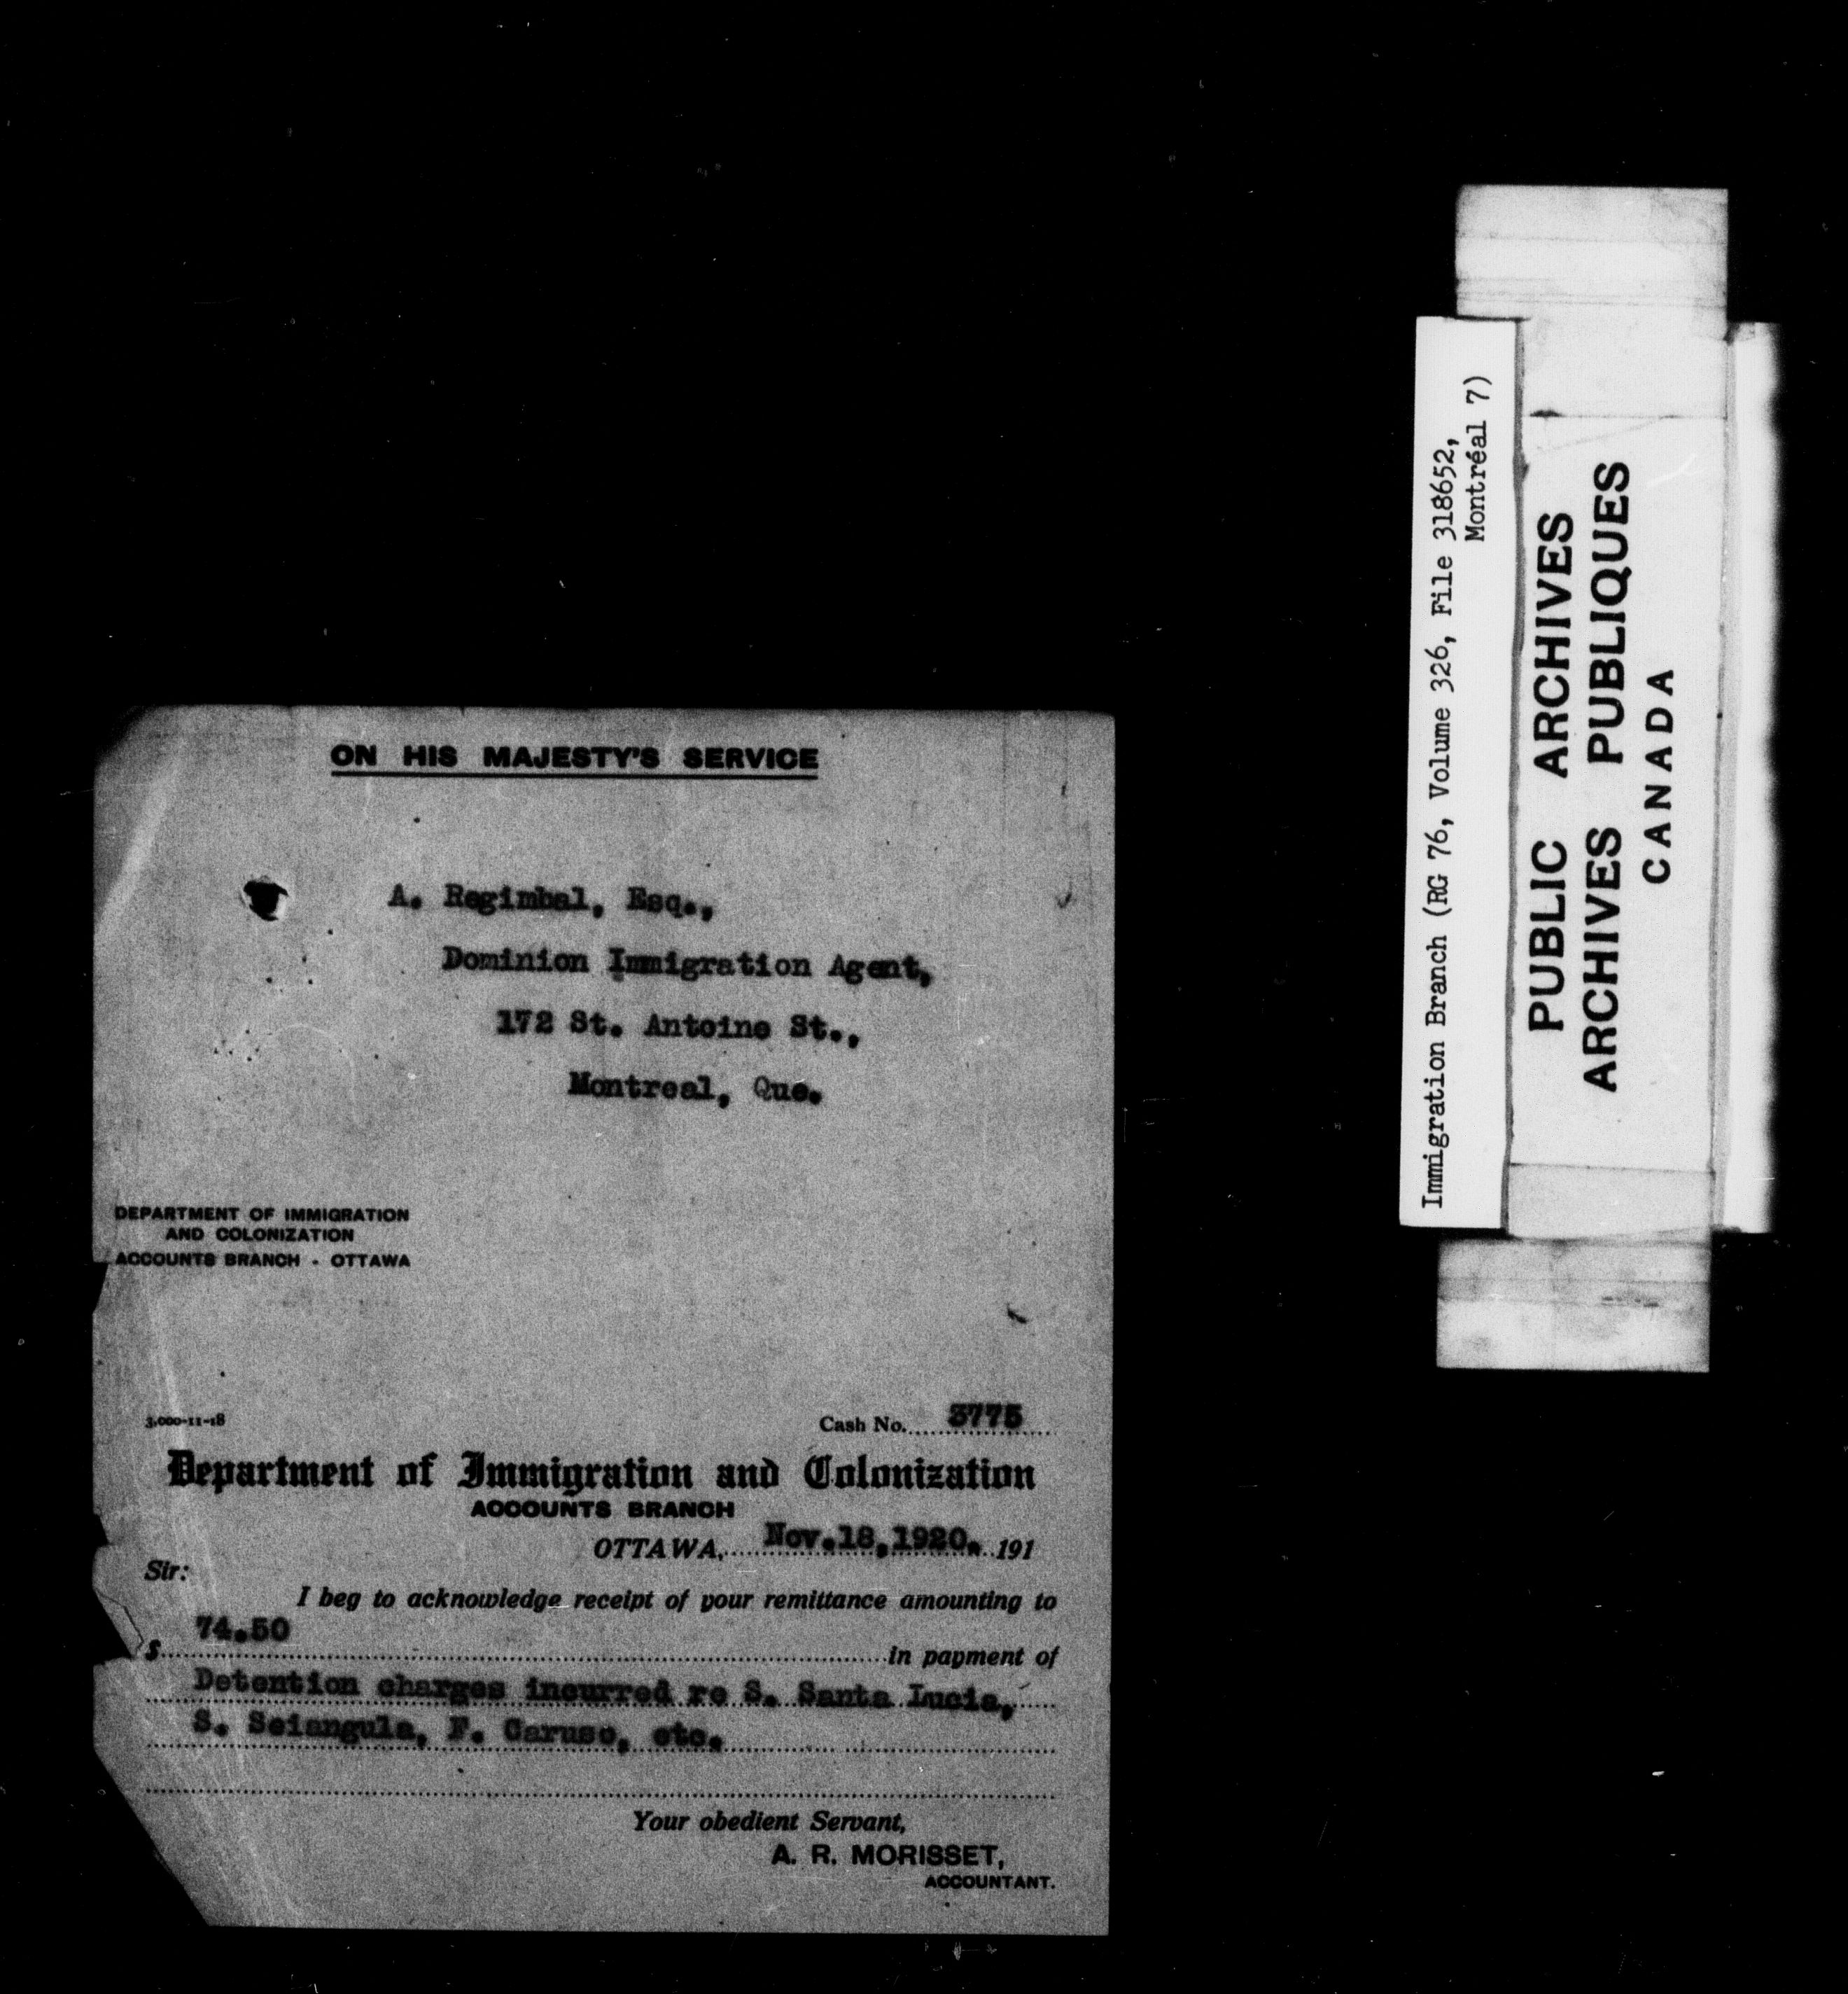 ON HIS MAJESTY'S SERVICE
A. Regimbal, Esq.,
Dominion Immigration Agent,
172 St. Antoine St.,
Montreal, Que.
DEPARTMENT OF IMMIGRATION
AND COLONIZATION
ACCOUNTS BRANCH - OTTAWA
3,000-11-18
Cash No. 3775
Department of Immigration and Colonization
ACCOUNTS BRANCH
OTTAWA, Nov.18,1920. 191
Sir:
I beg to acknowledge receipt of your remittance amounting to
$ 74.50 in payment of
Detention charges incurred re S. Santa Lucia,
S. Sciangula, F. Caruso, etc.
Your obedient Servant,
A. R. MORISSET,
ACCOUNTANT.
Immigration Branch (RG 76, Volume 326, File 318652,
Montréal 7)
PUBLIC ARCHIVES
ARCHIVES PUBLIQUES
CANADA